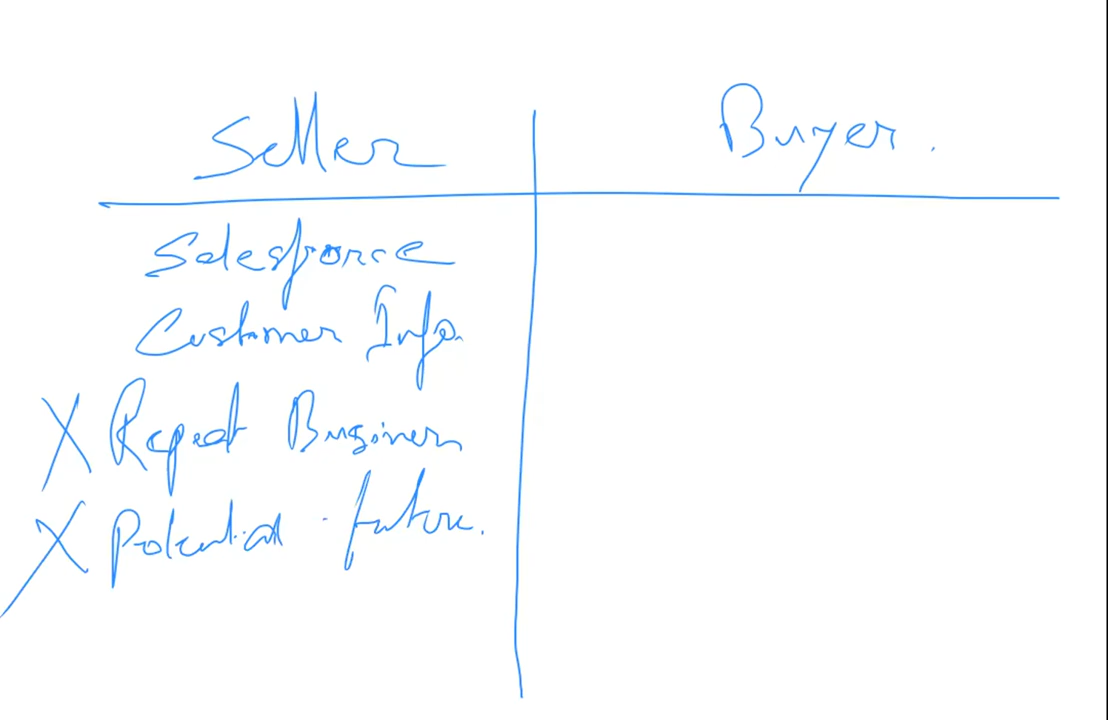 Seller
Buyer.
Salesforce
Customer Info.
X Repeat Business
X Potential future.